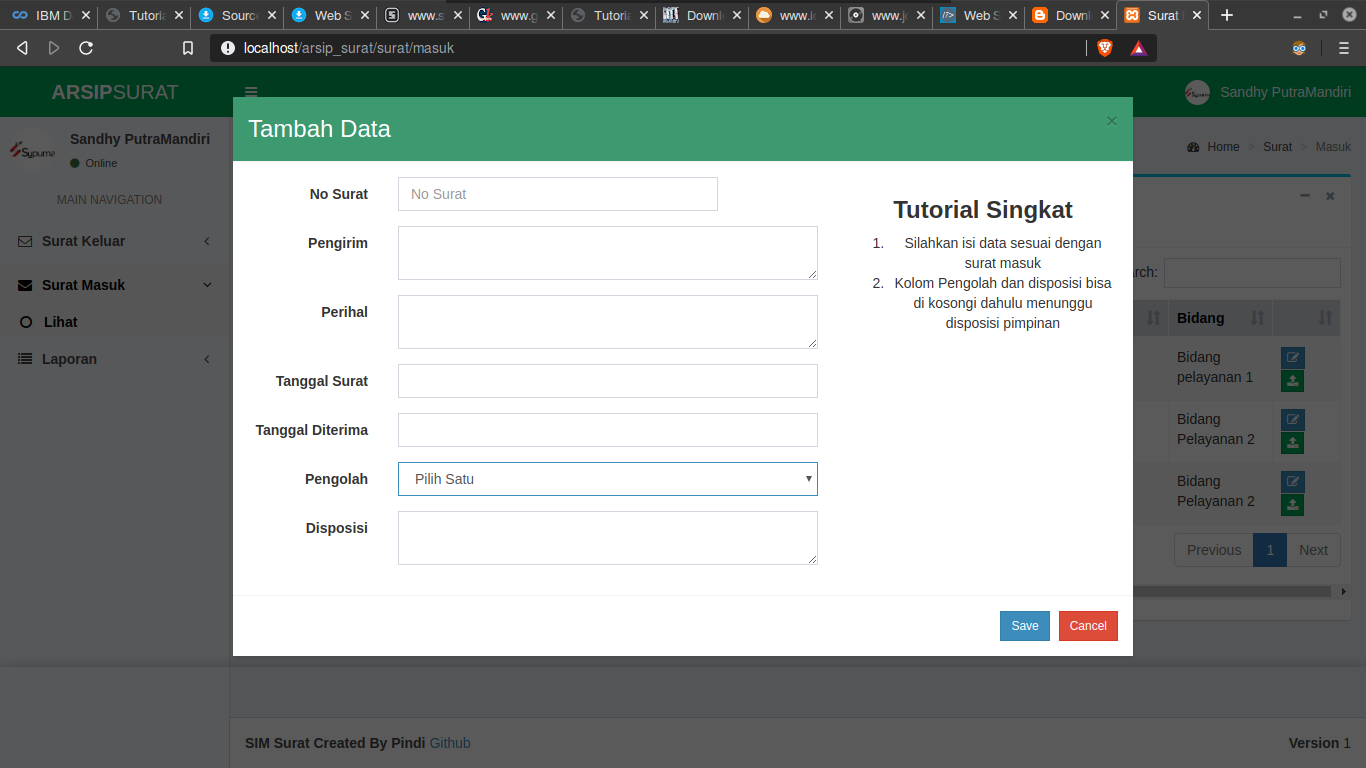 IBM D
Tutoria
Source
Web S
www.s
www.g
Tutoria
Downl
www.ic
www.jo
Web S
Downl
Surat
localhost/arsip_surat/surat/masuk
ARSIPSURAT
Sandhy PutraMandiri
Sandhy PutraMandiri
Online
Sypuma
MAIN NAVIGATION
Surat Keluar
Surat Masuk
Lihat
Laporan
Home > Surat > Masuk
Tambah Data
×
No Surat
No Surat
Pengirim
Perihal
Tanggal Surat
Tanggal Diterima
Pengolah
Pilih Satu
Disposisi
Tutorial Singkat
1. Silahkan isi data sesuai dengan
surat masuk
2. Kolom Pengolah dan disposisi bisa
di kosongi dahulu menunggu
disposisi pimpinan
Save
Cancel
rch:
Bidang
Bidang
pelayanan 1
Bidang
Pelayanan 2
Bidang
Pelayanan 2
Previous
1
Next
SIM Surat Created By Pindi Github
Version 1